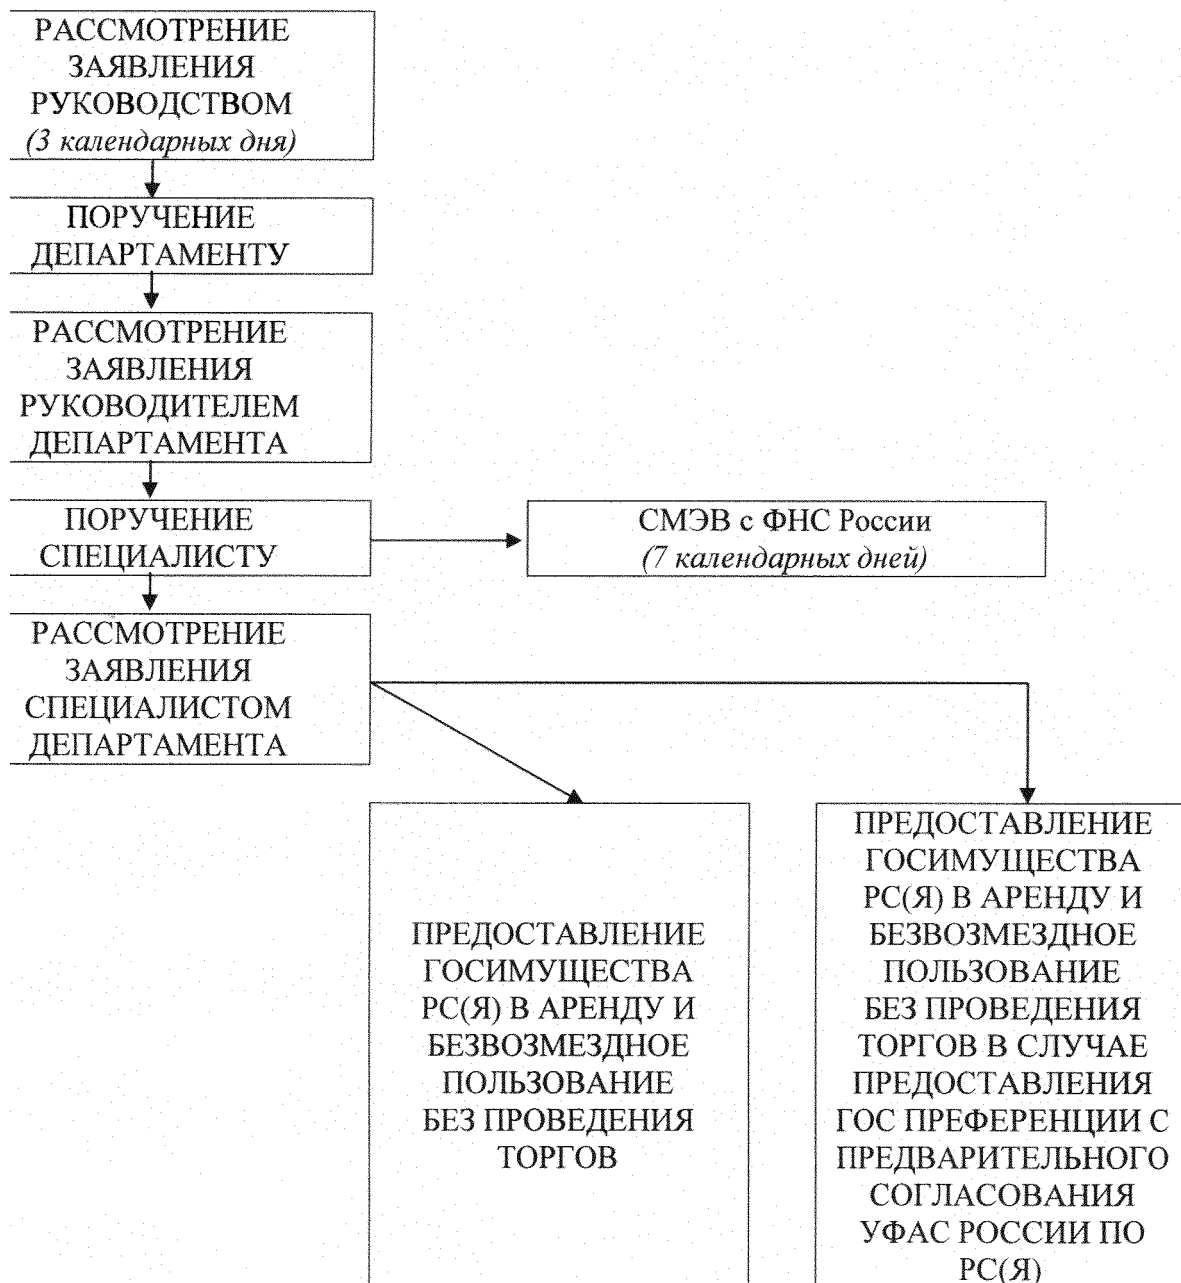 РАССМОТРЕНИЕ
ЗАЯВЛЕНИЯ
РУКОВОДСТВОМ
(3 календарных дня)
ПОРУЧЕНИЕ
ДЕПАРТАМЕНТУ
РАССМОТРЕНИЕ
ЗАЯВЛЕНИЯ
РУКОВОДИТЕЛЕМ
ДЕПАРТАМЕНТА
ПОРУЧЕНИЕ
СПЕЦИАЛИСТУ
СМЭВ с ФНС России
(7 календарных дней)
РАССМОТРЕНИЕ
ЗАЯВЛЕНИЯ
СПЕЦИАЛИСТОМ
ДЕПАРТАМЕНТА
ПРЕДОСТАВЛЕНИЕ
ГОСИМУЩЕСТВА
РС(Я) В АРЕНДУ И
БЕЗВОЗМЕЗДНОЕ
ПОЛЬЗОВАНИЕ
БЕЗ ПРОВЕДЕНИЯ
ТОРГОВ
ПРЕДОСТАВЛЕНИЕ
ГОСИМУЩЕСТВА
РС(Я) В АРЕНДУ И
БЕЗВОЗМЕЗДНОЕ
ПОЛЬЗОВАНИЕ
БЕЗ ПРОВЕДЕНИЯ
ТОРГОВ В СЛУЧАЕ
ПРЕДОСТАВЛЕНИЯ
ГОС ПРЕФЕРЕНЦИИ С
ПРЕДВАРИТЕЛЬНОГО
СОГЛАСОВАНИЯ
УФАС РОССИИ ПО
РС(Я)